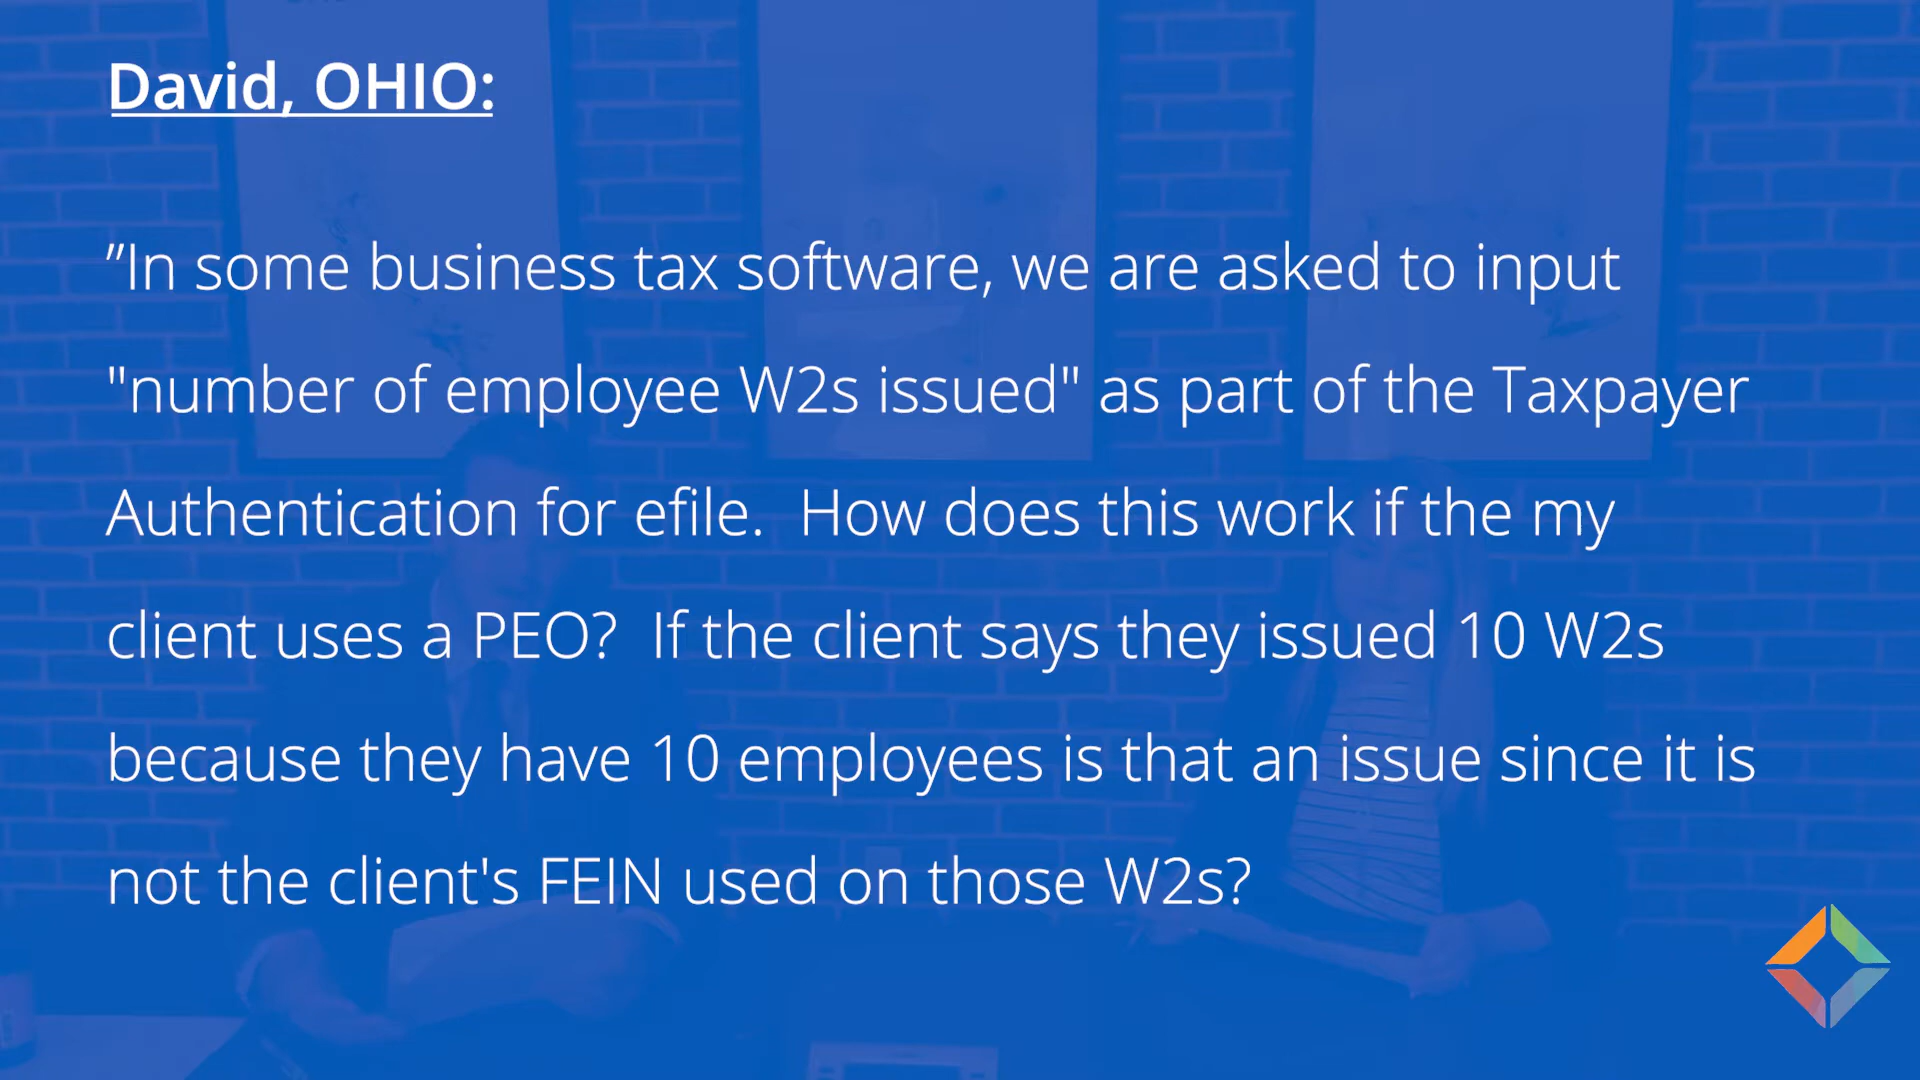 David, OHIO:
”In some business tax software, we are asked to input
"number of employee W2s issued" as part of the Taxpayer
Authentication for efile.  How does this work if the my
client uses a PEO?  If the client says they issued 10 W2s
because they have 10 employees is that an issue since it is
not the client's FEIN used on those W2s?